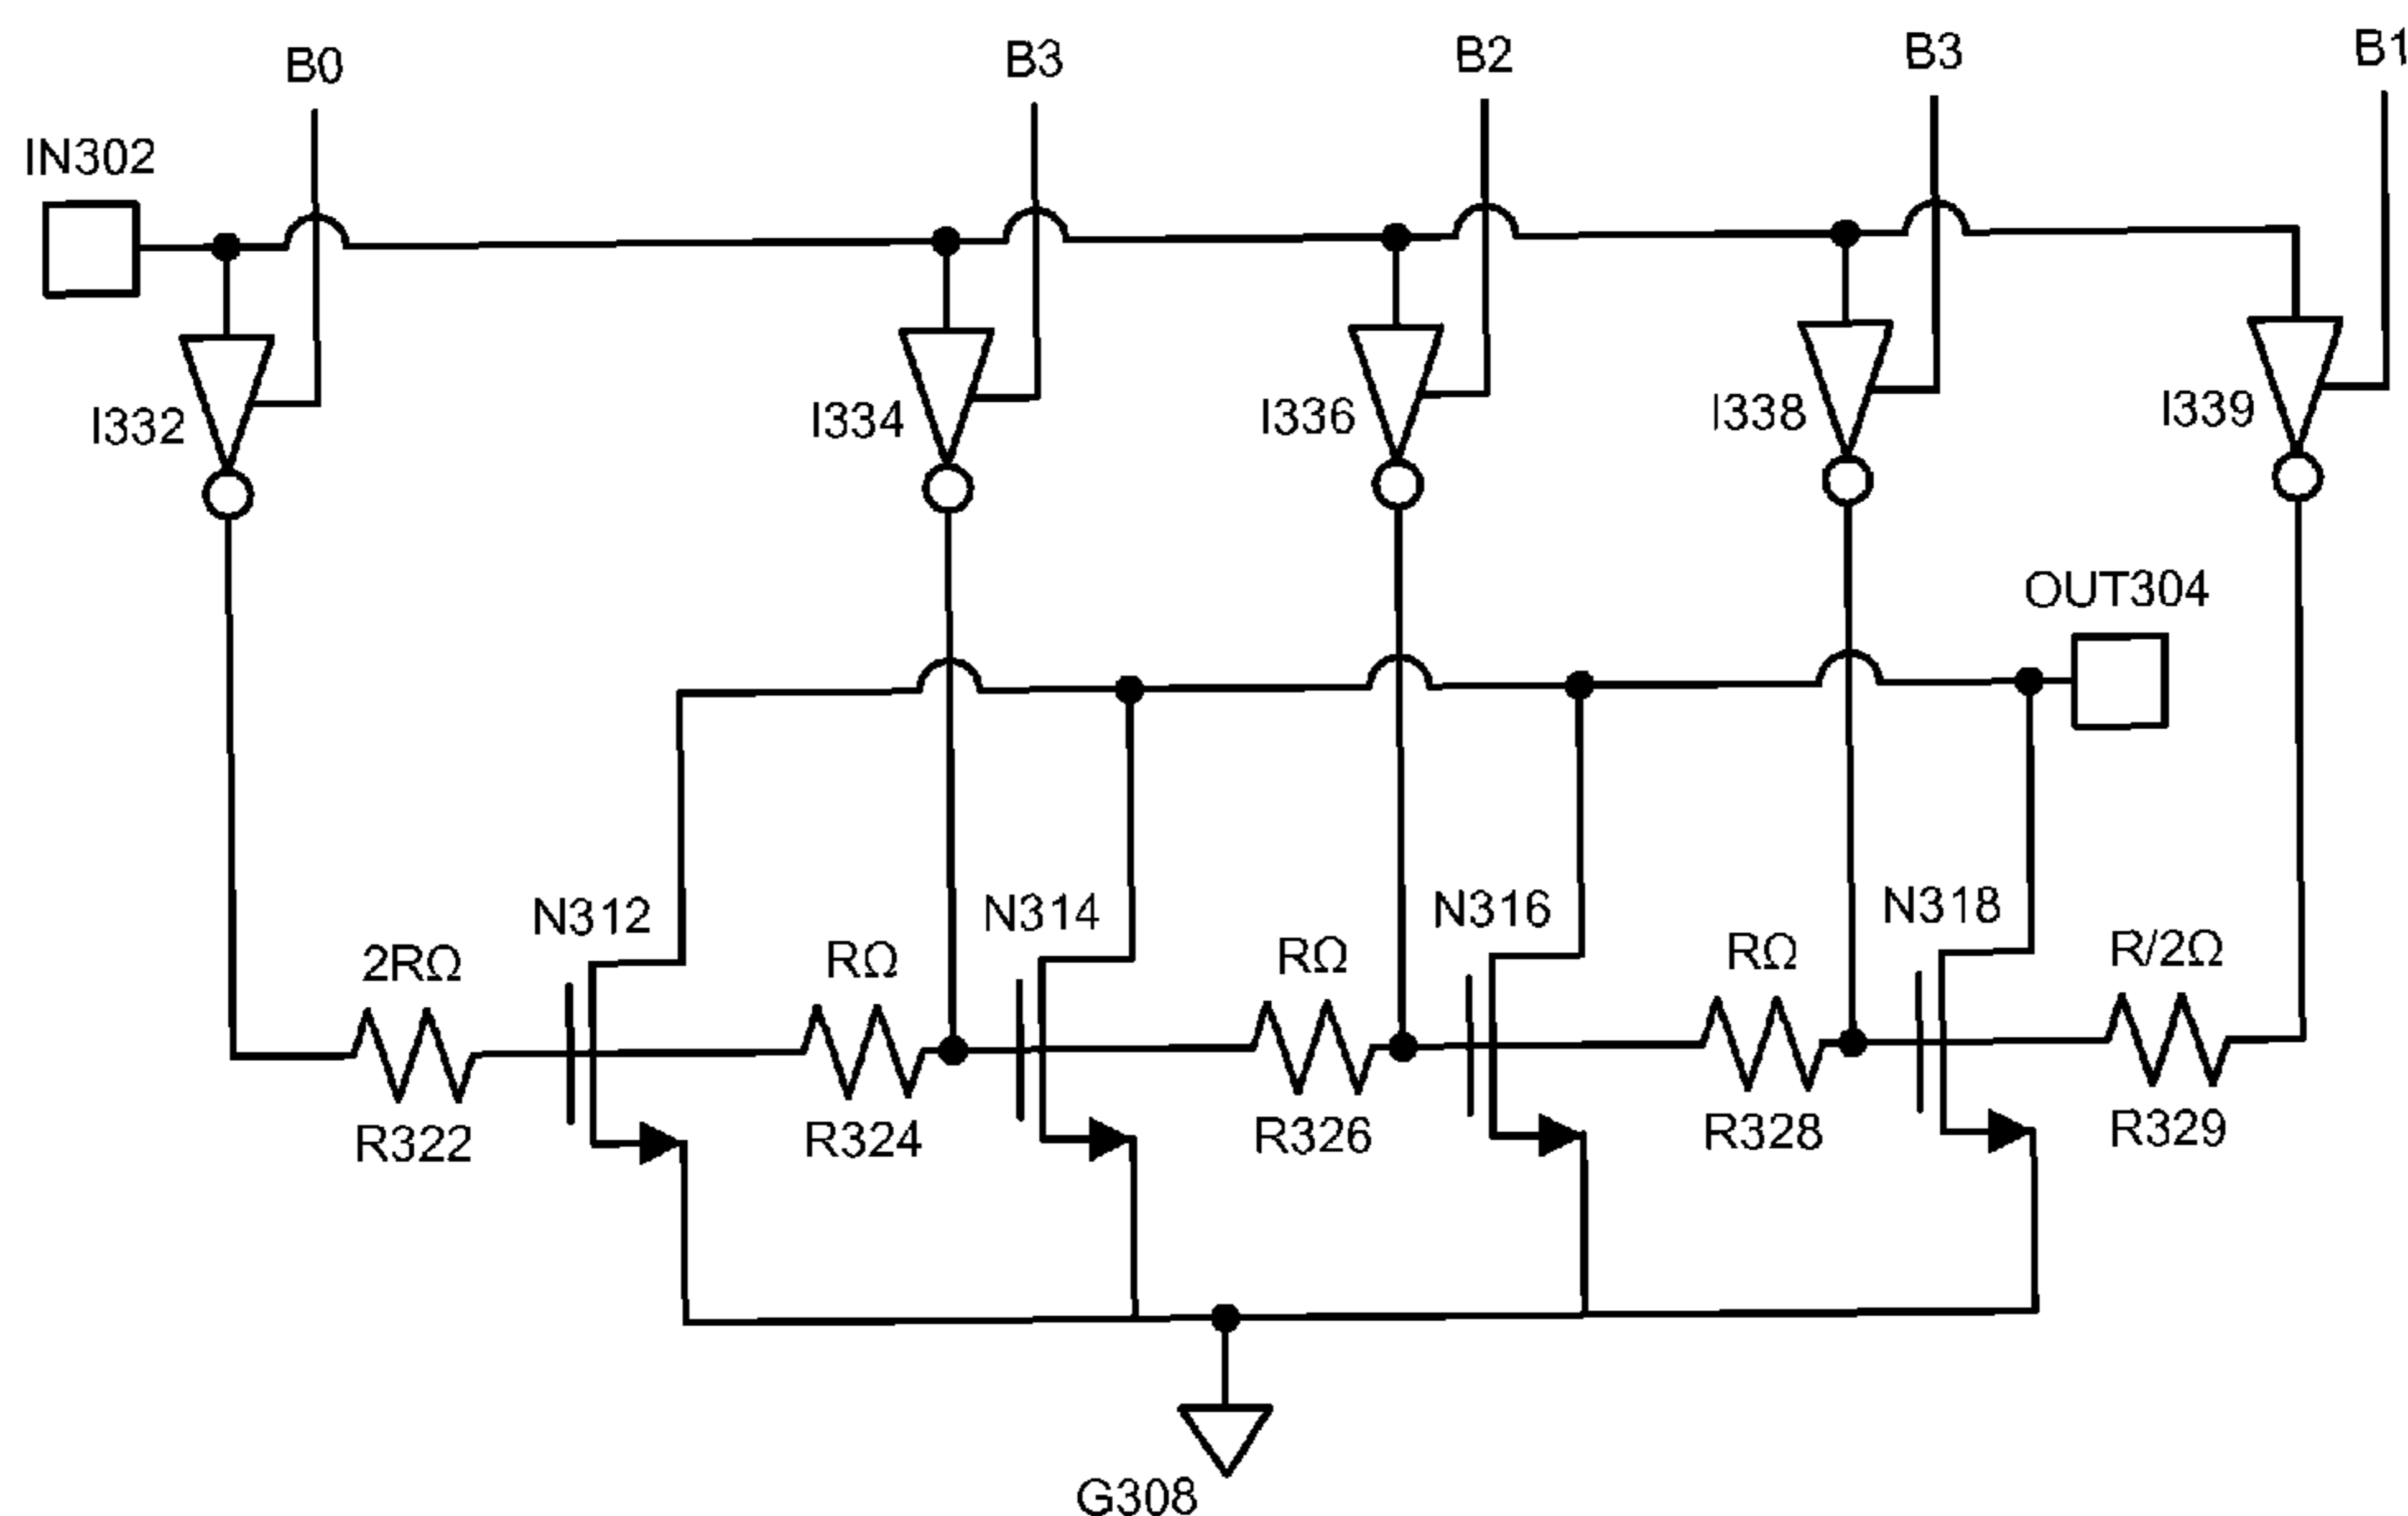 B0
B3
B2
B3
B1
IN302
I332
I334
I336
I338
I339
OUT304
N312
N314
N316
N318
2RΩ
RΩ
RΩ
RΩ
R/2Ω
R322
R324
R326
R328
R329
G308